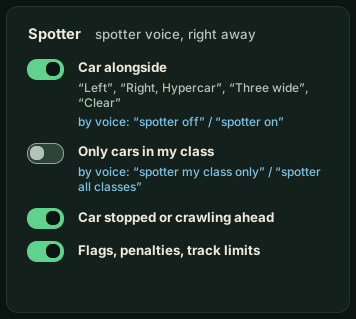 Spotter spotter voice, right away
Car alongside
“Left”, “Right, Hypercar”, “Three wide”,
“Clear”
by voice: “spotter off” / “spotter on”
Only cars in my class
by voice: “spotter my class only” / “spotter
all classes”
Car stopped or crawling ahead
Flags, penalties, track limits